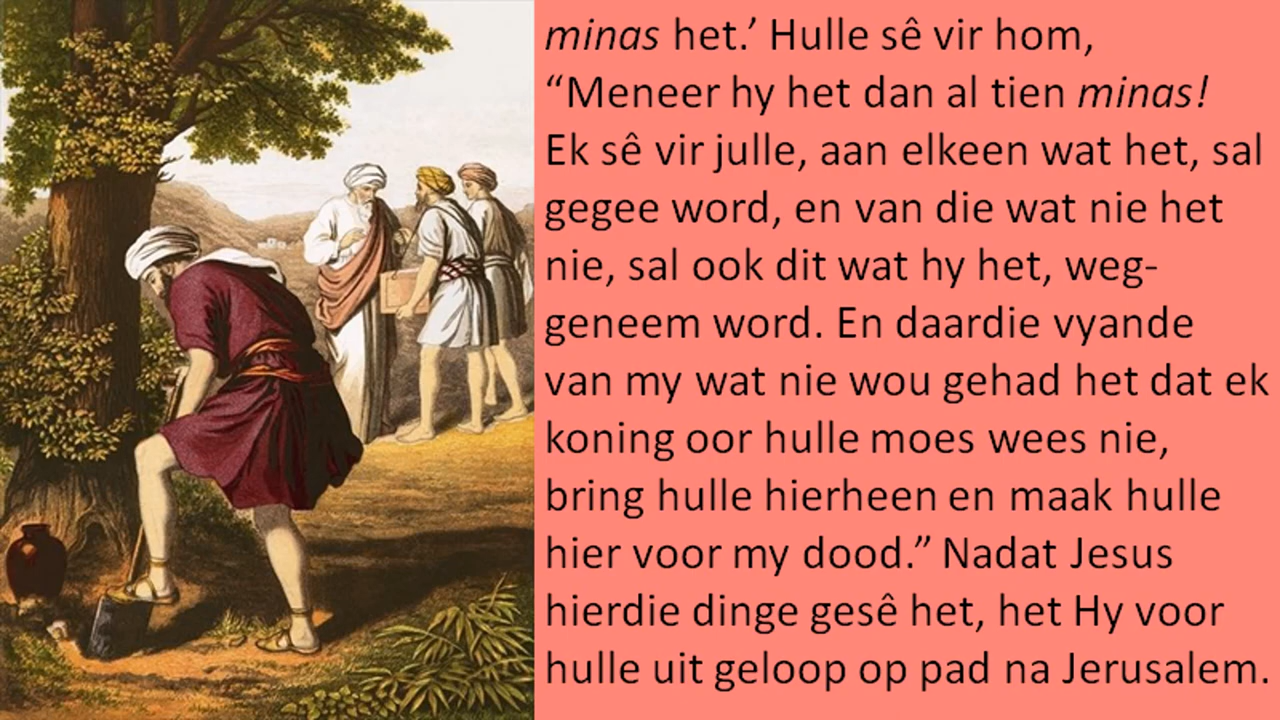 minas het.’ Hulle sê vir hom,
“Meneer hy het dan al tien minas!
Ek sê vir julle, aan elkeen wat het, sal
gegee word, en van die wat nie het
nie, sal ook dit wat hy het, weg-
geneem word. En daardie vyande
van my wat nie wou gehad het dat ek
koning oor hulle moes wees nie,
bring hulle hierheen en maak hulle
hier voor my dood.” Nadat Jesus
hierdie dinge gesê het, het Hy voor
hulle uit geloop op pad na Jerusalem.